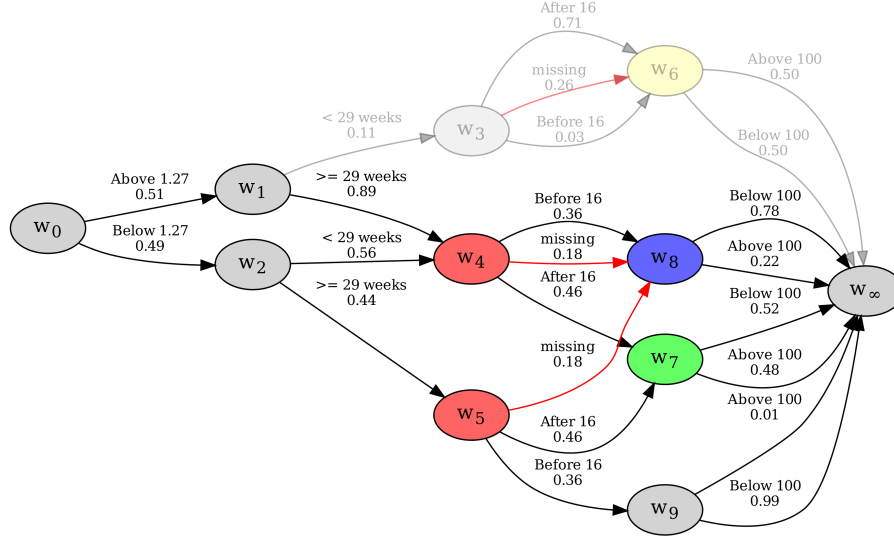 After 16
0.71
missing
0.26
Before 16
0.03
Above 100
0.50
Below 100
0.50
< 29 weeks
0.11
w3
w6
Above 1.27
0.51
Below 1.27
0.49
w0
w1
w2
>= 29 weeks
0.89
< 29 weeks
0.56
>= 29 weeks
0.44
w4
w5
Before 16
0.36
missing
0.18
After 16
0.46
missing
0.18
After 16
0.46
Before 16
0.36
w8
w7
w9
Below 100
0.78
Above 100
0.22
Below 100
0.52
Above 100
0.48
Above 100
0.01
Below 100
0.99
w∞